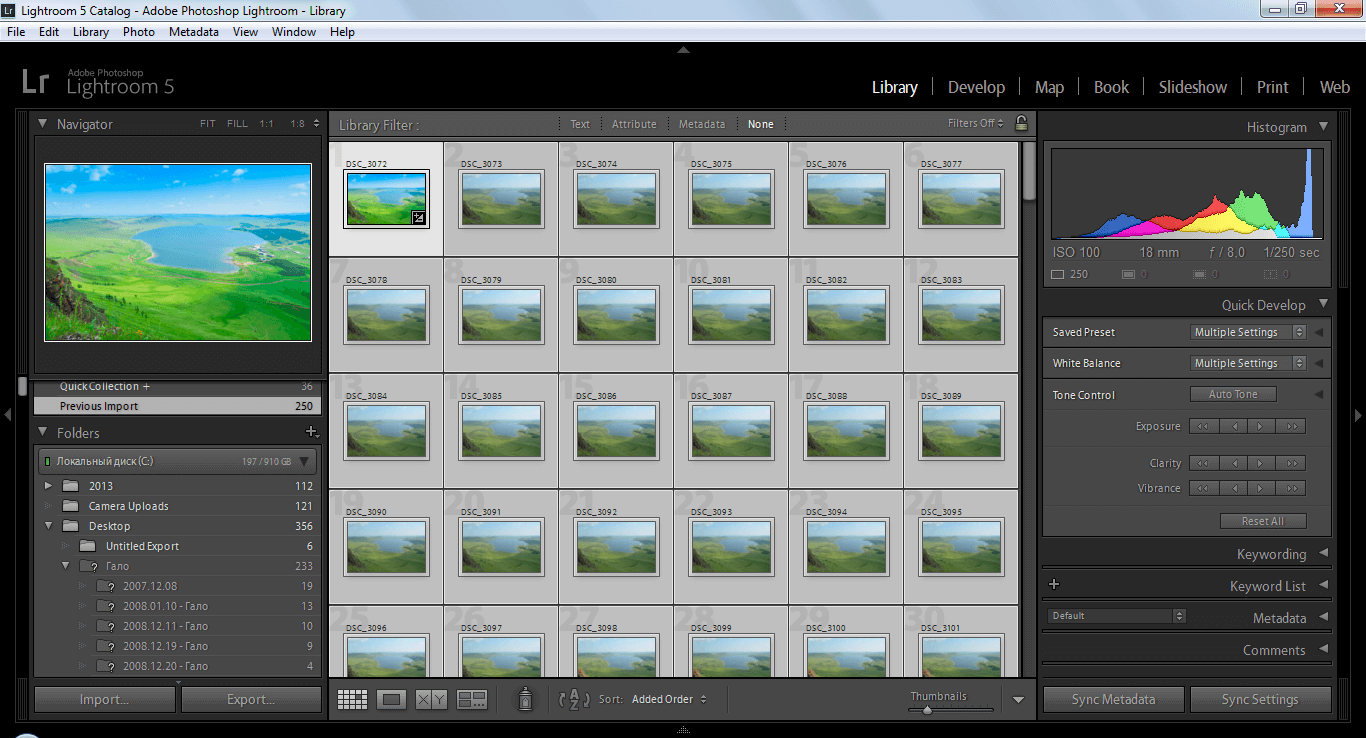 Lr Lightroom 5 Catalog - Adobe Photoshop Lightroom - Library
File Edit Library Photo Metadata View Window Help
Lr Adobe Photoshop
Lightroom 5
Library Develop Map Book Slideshow Print Web
Navigator FIT FILL 1:1 1:8
Quick Collection + 36
Previous Import 250
Folders +
Локальный диск (C:) 197 / 910 GB
2013 112
Camera Uploads 121
Desktop 356
Untitled Export 6
Гало 233
2007.12.08 19
2008.01.10 - Гало 13
2008.12.11 - Гало 10
2008.12.19 - Гало 9
2008.12.20 - Гало 4
Import... Export...
Library Filter : Text Attribute Metadata None Filters Off
1 DSC_3072 2 DSC_3073 3 DSC_3074 4 DSC_3075 5 DSC_3076 6 DSC_3077
7 DSC_3078 8 DSC_3079 9 DSC_3080 10 DSC_3081 11 DSC_3082 12 DSC_3083
13 DSC_3084 14 DSC_3085 15 DSC_3086 16 DSC_3087 17 DSC_3088 18 DSC_3089
19 DSC_3090 20 DSC_3091 21 DSC_3092 22 DSC_3093 23 DSC_3094 24 DSC_3095
25 DSC_3096 26 DSC_3097 27 DSC_3098 28 DSC_3099 29 DSC_3100 30 DSC_3101
XY AZ Sort: Added Order Thumbnails
Histogram
ISO 100 18 mm ƒ / 8,0 1/250 sec
250 0 0 0
Quick Develop
Saved Preset Multiple Settings
White Balance Multiple Settings
Tone Control Auto Tone
Exposure
Clarity
Vibrance
Reset All
Keywording
+ Keyword List
Default Metadata
Comments
Sync Metadata Sync Settings